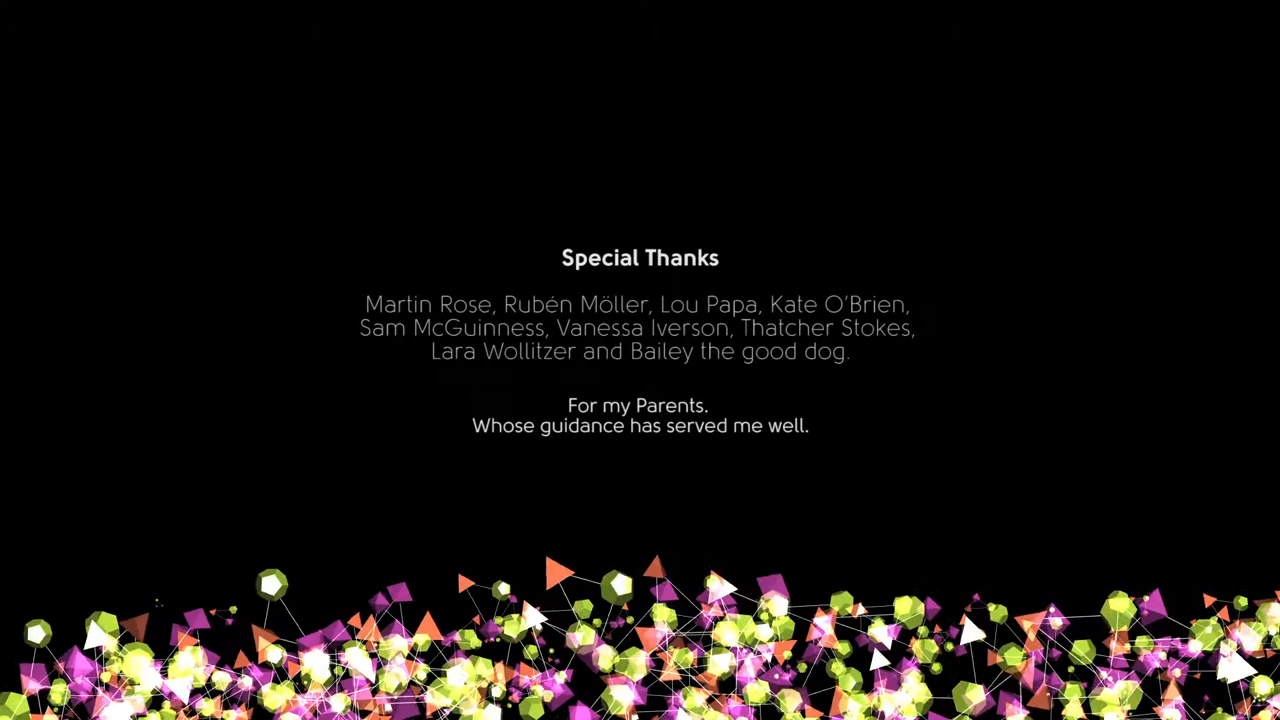 Special Thanks
Martin Rose, Rubén Möller, Lou Papa, Kate O’Brien,
Sam McGuinness, Vanessa Iverson, Thatcher Stokes,
Lara Wollitzer and Bailey the good dog.
For my Parents.
Whose guidance has served me well.